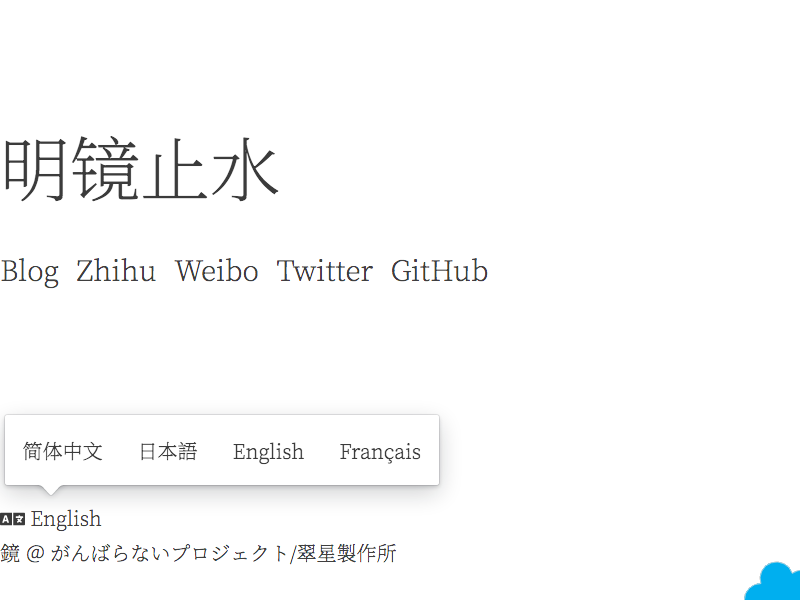 明镜止水
Blog Zhihu Weibo Twitter GitHub
简体中文 日本語 English Français
English
鏡 @ がんばらないプロジェクト/翠星製作所